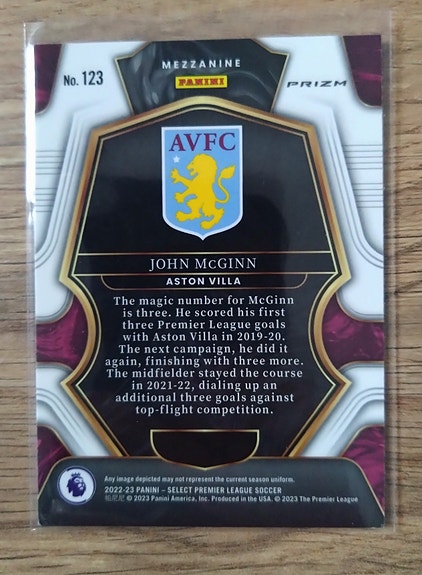 MEZZANINE
No. 123
PANINI
PRIZM
AVFC
JOHN McGINN
ASTON VILLA
The magic number for McGinn
is three. He scored his first
three Premier League goals
with Aston Villa in 2019-20.
The next campaign, he did it
again, finishing with three more.
The midfielder stayed the course
in 2021-22, dialing up an
additional three goals against
top-flight competition.
Any image depicted may not represent the current season uniform.
2022-23 PANINI – SELECT PREMIER LEAGUE SOCCER
© 2023 Panini America, Inc. Produced in the USA. © 2023 The Premier League